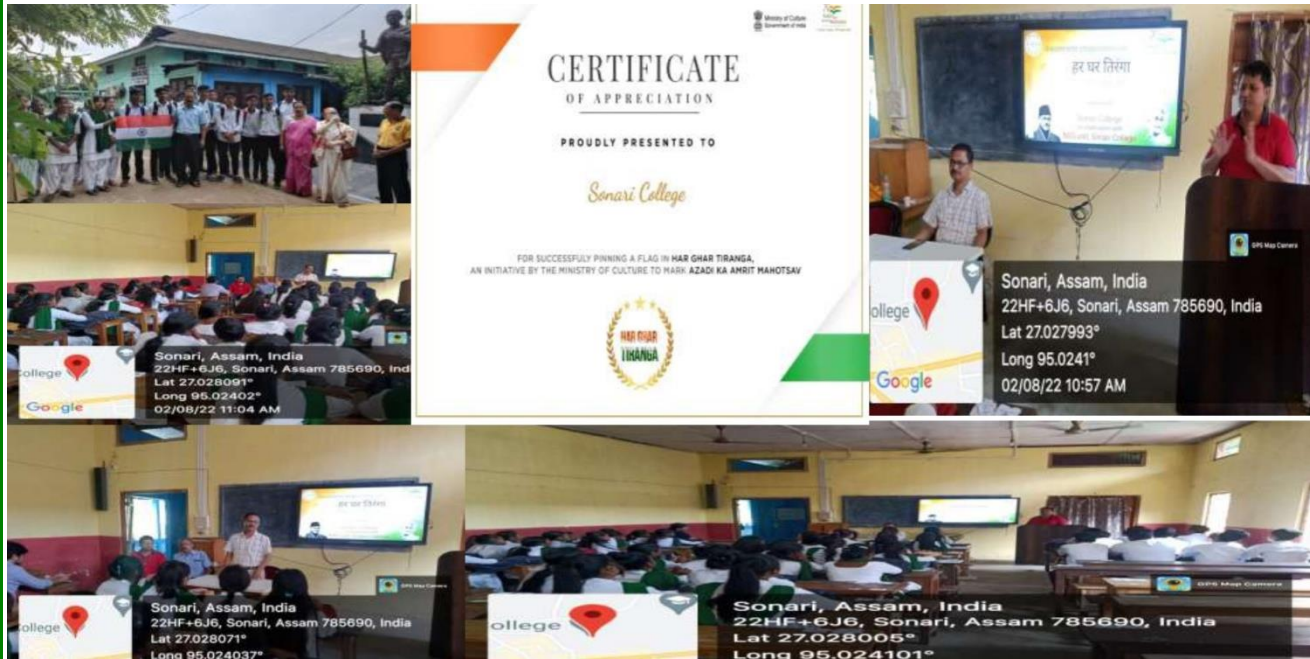 Ministry of Culture
Government of India
CERTIFICATE
OF APPRECIATION
PROUDLY PRESENTED TO
Sonari College
FOR SUCCESSFULY PINNING A FLAG IN HAR GHAR TIRANGA,
AN INITIATIVE BY THE MINISTRY OF CULTURE TO MARK AZADI KA AMRIT MAHOTSAV
HAR GHAR
TIRANGA
हर घर तिरंगा
Sonari College
GPS Map Camera
ollege
Google
Sonari, Assam, India
22HF+6J6, Sonari, Assam 785690, India
Lat 27.027993°
Long 95.0241°
02/08/22 10:57 AM
ollege
Google
Sonari, Assam, India
22HF+6J6, Sonari, Assam 785690, Ind
Lat 27.028091°
Long 95.02402°
02/08/22 11:04 AM
हर घर तिरंगा
GPS Map Camera
ollege
Sonari, Assam, India
22HF+6J6, Sonari, Assam 785690, India
Lat 27.028071°
Long 95.024037°
GPS Map Camera
ollege
Sonari, Assam, India
22HF+6J6, Sonari, Assam 785690, India
Lat 27.028005°
Long 95.024101°